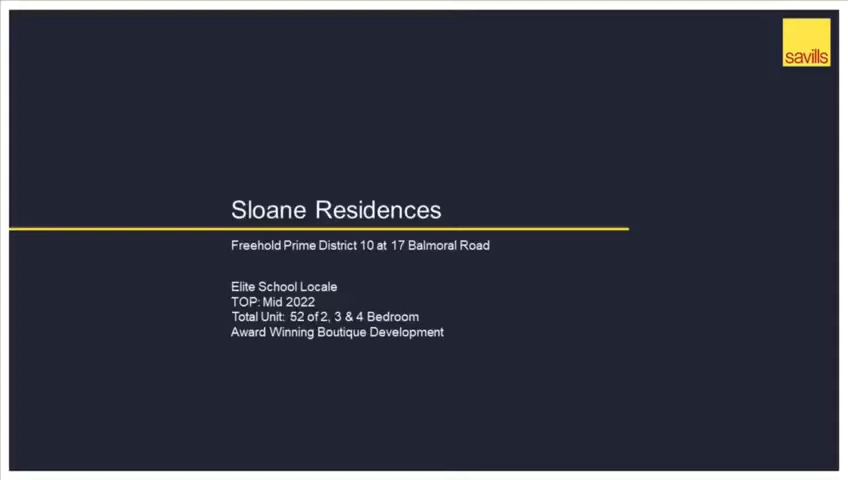 savills
Sloane Residences
Freehold Prime District 10 at 17 Balmoral Road
Elite School Locale
TOP: Mid 2022
Total Unit: 52 of 2, 3 & 4 Bedroom
Award Winning Boutique Development